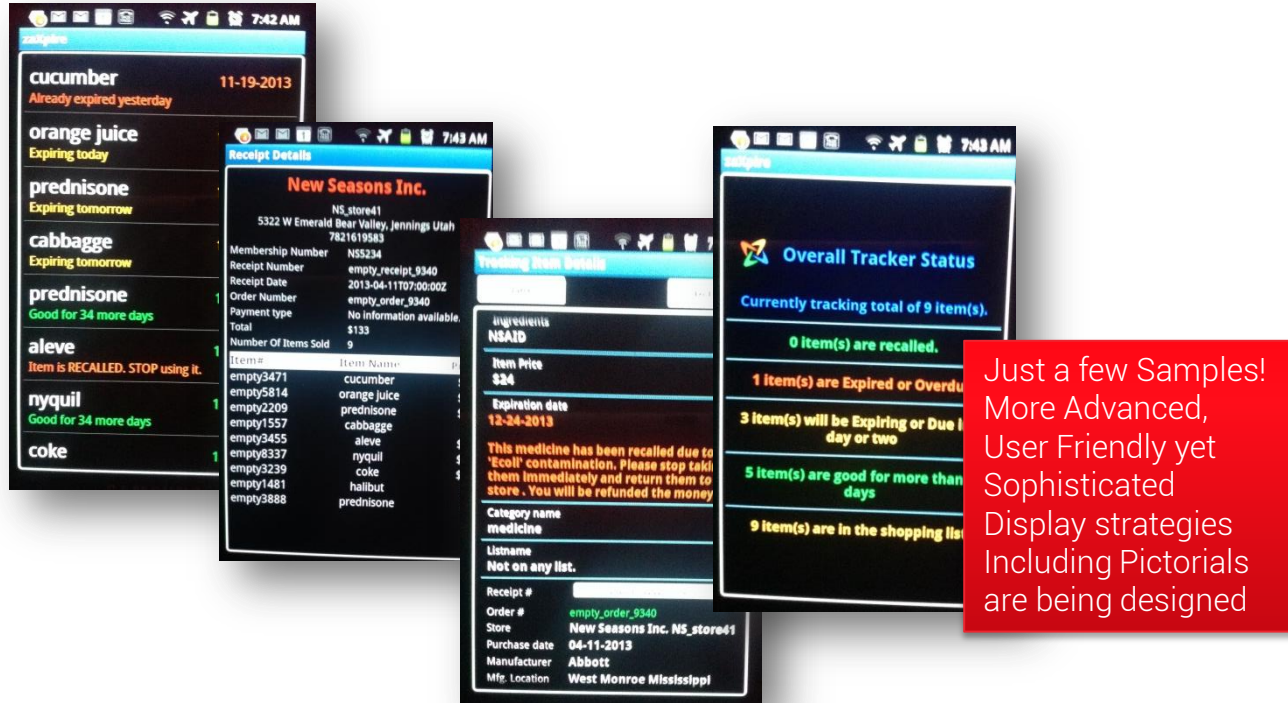 7:42 AM
zaXpire
cucumber 11-19-2013
Already expired yesterday
orange juice
Expiring today
prednisone
Expiring tomorrow
cabbagge
Expiring tomorrow
prednisone
Good for 34 more days
aleve
Item is RECALLED. STOP using it.
nyquil
Good for 34 more days
coke
7:43 AM
Receipt Details
New Seasons Inc.
NS_store41
5322 W Emerald Bear Valley, Jennings Utah
7821619583
Membership Number NS5234
Receipt Number empty_receipt_9340
Receipt Date 2013-04-11T07:00:00Z
Order Number empty_order_9340
Payment type No information available.
Total $133
Number Of Items Sold 9
Item# Item Name
empty3471 cucumber
empty5814 orange juice
empty2209 prednisone
empty1557 cabbagge
empty3455 aleve
empty8337 nyquil
empty3239 coke
empty1481 halibut
empty3888 prednisone
Tracking Item Details
Ingredients
NSAID
Item Price
$24
Expiration date
12-24-2013
This medicine has been recalled due to
'Ecoli' contamination. Please stop
them immediately and return them to
store . You will be refunded the money
Category name
medicine
Listname
Not on any list.
Receipt #
Order # empty_order_9340
Store New Seasons Inc. NS_store41
Purchase date 04-11-2013
Manufacturer Abbott
Mfg. Location West Monroe Mississippi
7:43 AM
zaXpire
Overall Tracker Status
Currently tracking total of 9 item(s).
0 item(s) are recalled.
1 item(s) are Expired or
3 item(s) will be Expiring or Due
day or two
5 item(s) are good for more than
days
9 item(s) are in the shopping
Just a few Samples!
More Advanced,
User Friendly yet
Sophisticated
Display strategies
Including Pictorials
are being designed